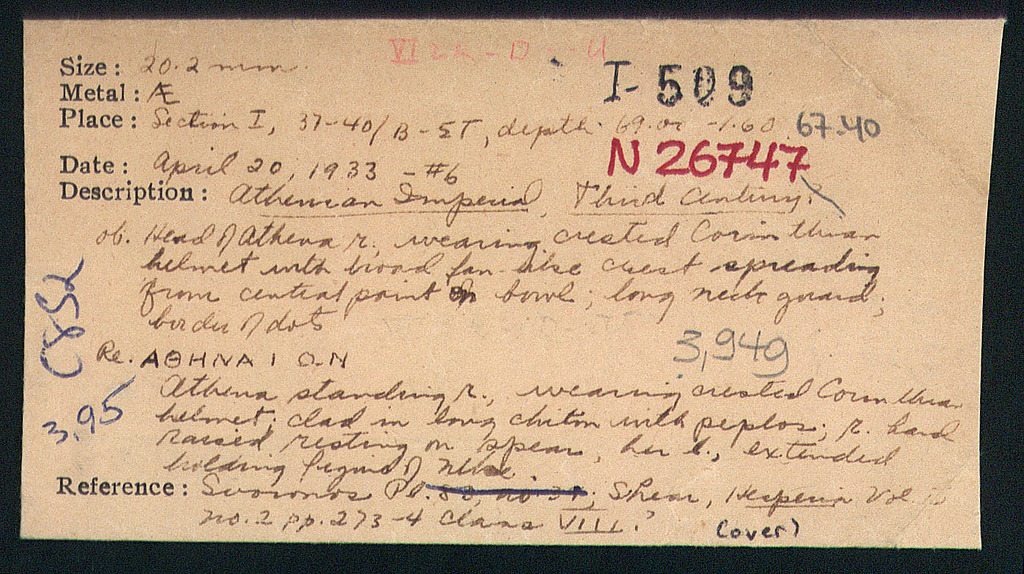 VI
I-509
Size: 20.2 mm.
Metal: Æ
Place: Section I, 37-40/B-ΣΤ, depth 69.00 -1.60 67.40
N 26747
Date: April 20, 1933 - #6
Description: Athenian Imperial, Third Century?
ob. Head of Athena r., wearing crested Corinthian
helmet with broad fan-like crest spreading
from central point on bowl; long neck guard;
border of dots
3,949
Re. ΑΘΗΝΑΙΩΝ
Athena standing r., wearing crested Corinthian
helmet; clad in long chiton with peplos; r. hand
raised resting on spear, her l., extended
holding figure of Nike
Reference: Svoronos Pl. 83, no 31; Shear, Hesperia Vol.
no. 2 pp. 273-4 Class VIII.?
(over)
C852
3,95